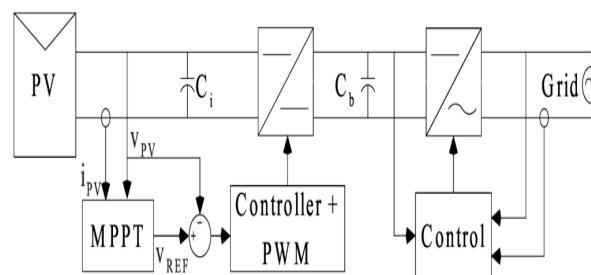 PV
C_i
C_b
Grid
v_PV
i_PV
MPPT
v_REF
+
-
Controller +
PWM
Control